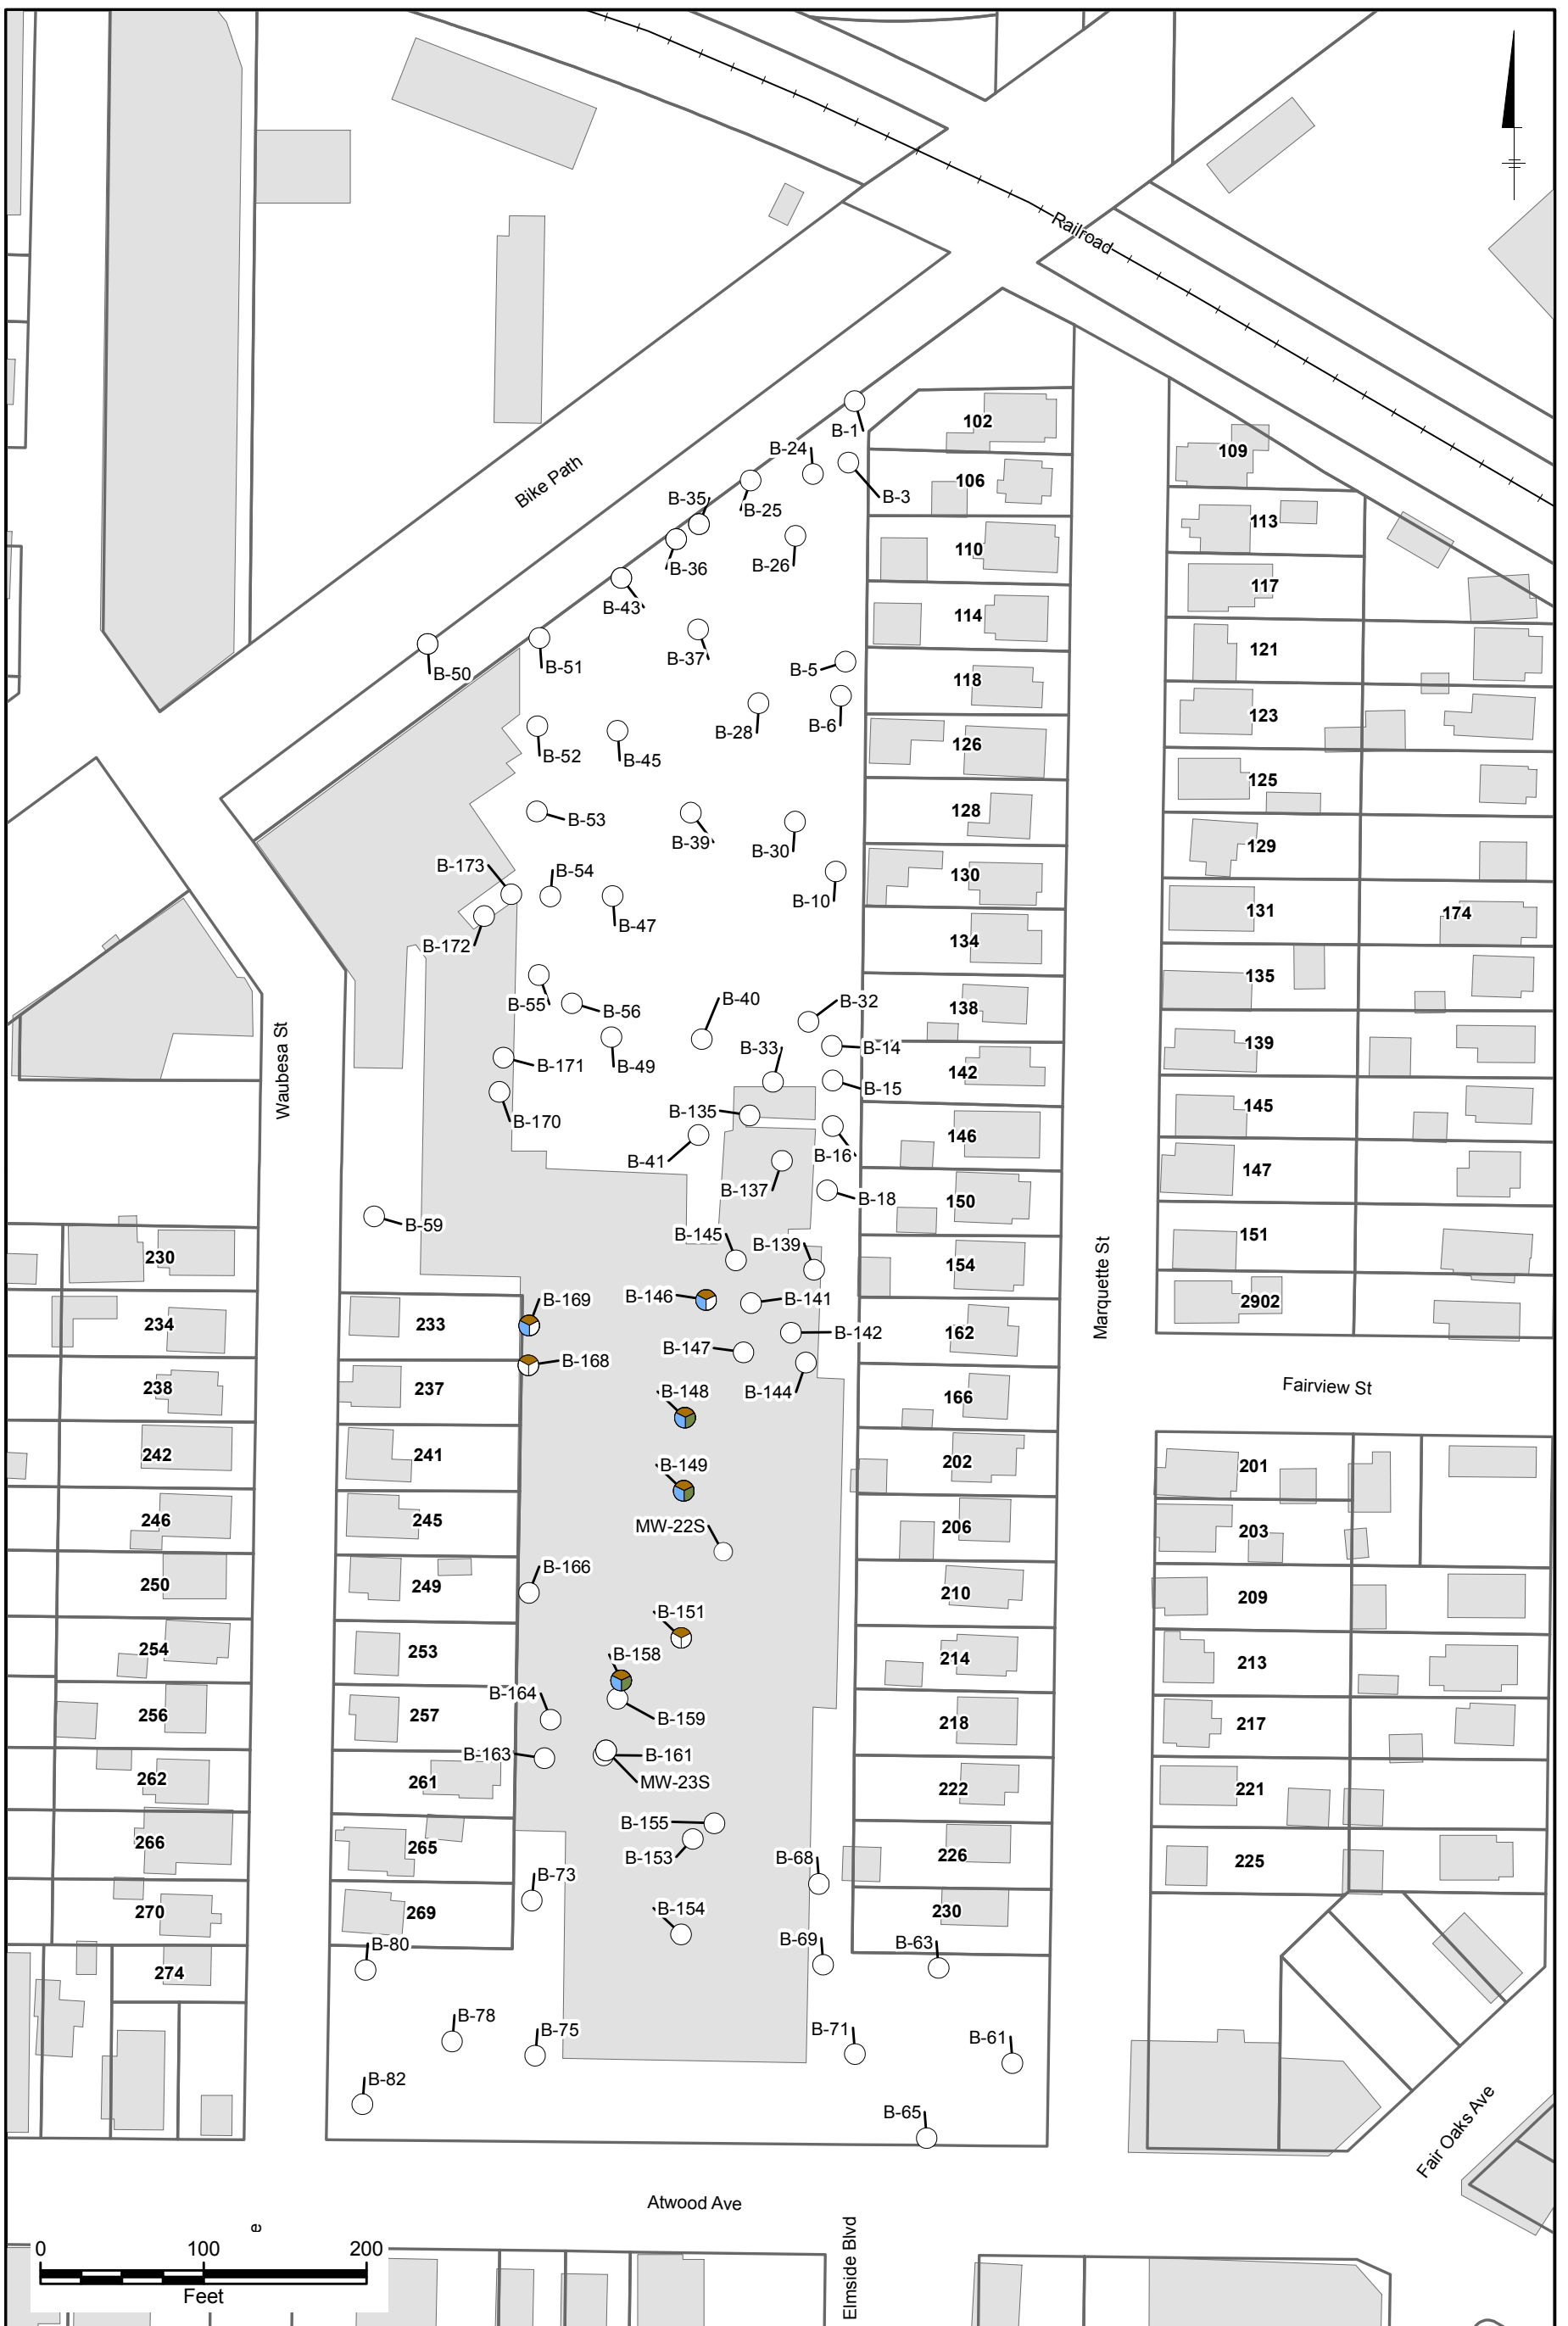 Railroad
102
B-1
109
B-24
Bike Path
106
B-3
B-35
B-25
113
110
B-26
B-36
117
B-43
114
121
B-37
B-5
B-50
B-51
118
123
B-28
B-6
126
B-52
B-45
125
128
B-53
B-39
B-30
129
B-173
B-54
130
B-10
131
174
B-47
134
B-172
135
B-40
B-32
B-55
B-56
138
139
B-33
B-14
Waubesa St
B-171
B-49
142
B-15
145
B-135
B-170
146
B-16
B-41
147
B-137
B-18
150
B-59
B-145
B-139
151
230
154
B-169
B-146
B-141
2902
Marquette St
234
233
B-142
162
B-147
B-168
238
237
B-148
B-144
166
Fairview St
242
241
B-149
202
201
246
245
MW-22S
206
203
250
249
B-166
210
209
B-151
254
253
B-158
214
213
B-164
256
257
B-159
218
217
B-163
B-161
262
261
MW-23S
222
221
B-155
266
265
B-153
B-68
226
225
B-73
270
269
B-154
230
B-80
B-69
B-63
274
B-78
B-75
B-71
B-61
B-82
B-65
Fair Oaks Ave
Atwood Ave
e
Elmside Blvd
0 100 200
Feet